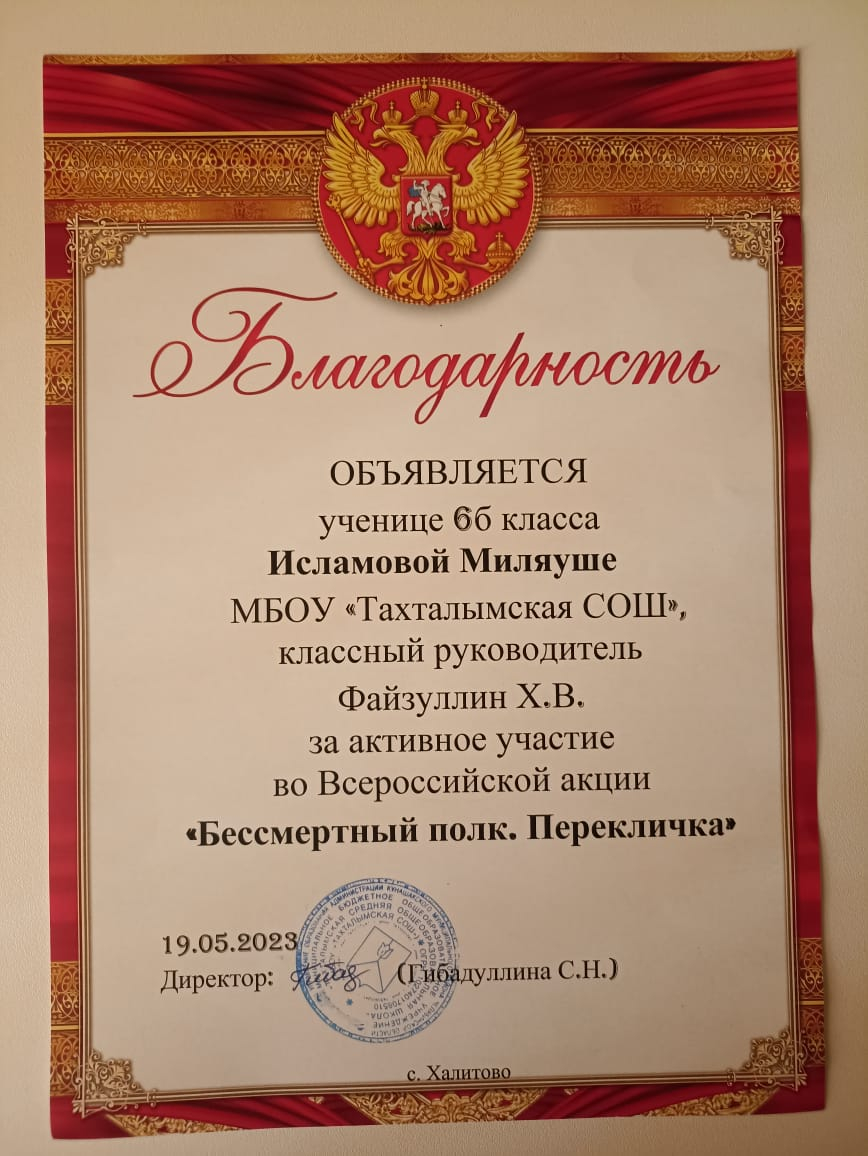 Благодарность
ОБЪЯВЛЯЕТСЯ
ученице 6б класса
Исламовой Миляуше
МБОУ «Тахталымская СОШ»,
классный руководитель
Файзуллин Х.В.
за активное участие
во Всероссийской акции
«Бессмертный полк. Перекличка»
19.05.2023
Директор: (Гибадуллина С.Н.)
с. Халитово